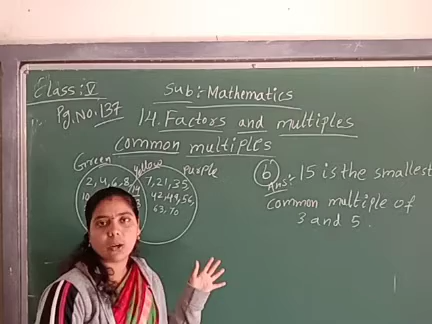 Class:- V
Sub:- Mathematics
Pg.No:137
14. Factors and multiples
Common multiples
Green
Yellow
Purple
2,4,6,8,
7,21,35,
42,49,56,
63,70
b Ans:- 15 is the smallest
common multiple of
3 and 5.